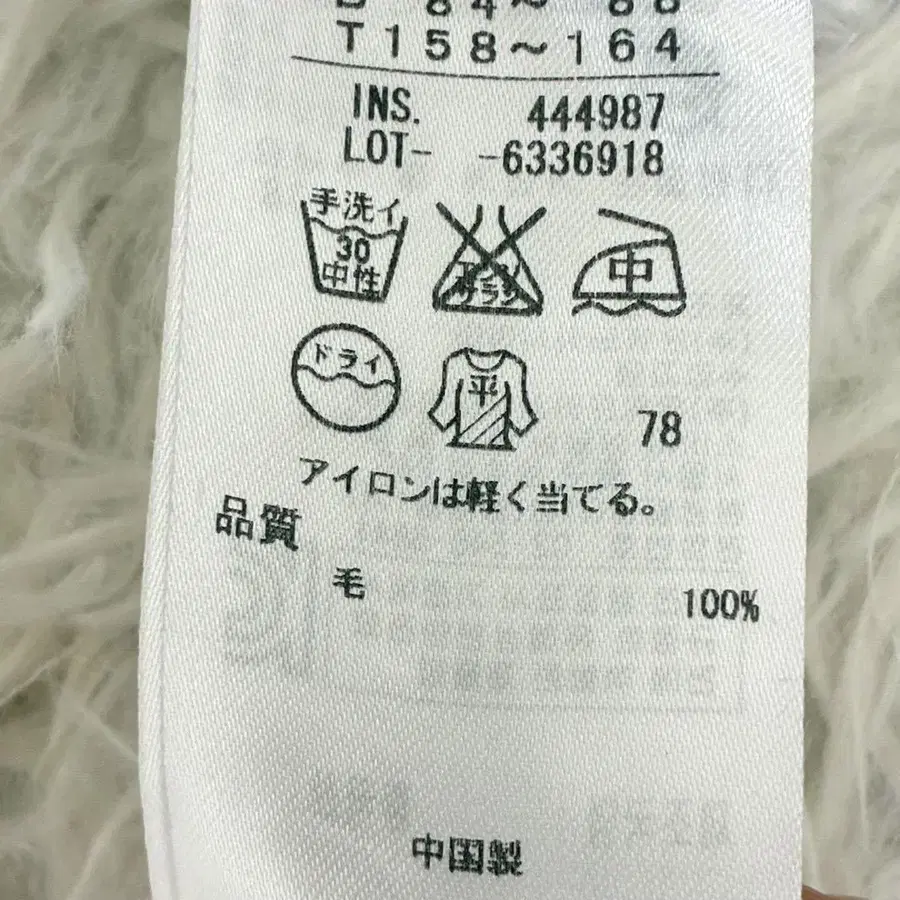 T158～164
INS. 444987
LOT- -6336918
手洗イ
30
中性
中
ドライ
平
78
アイロンは軽く当てる。
品質
毛 100%
中国製